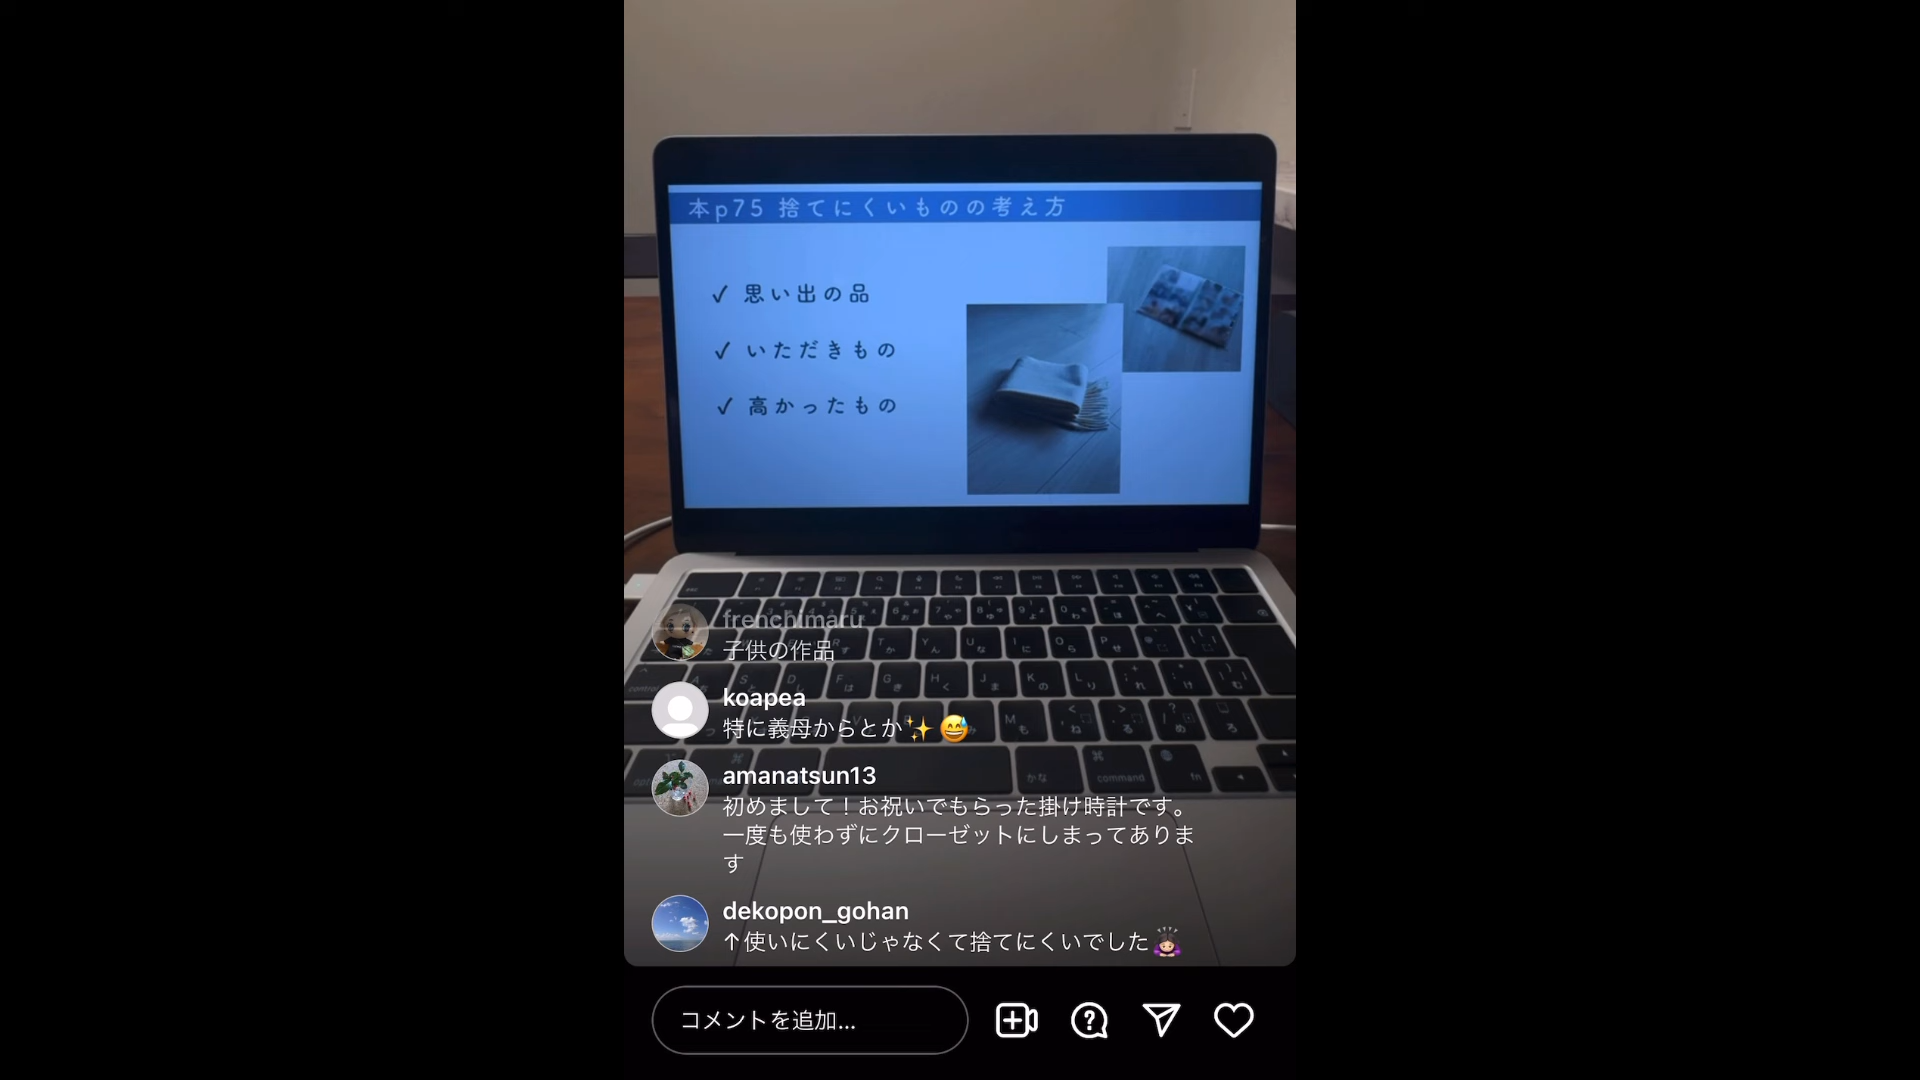 本p75 捨てにくいものの考え方
✓ 思い出の品
✓ いただきもの
✓ 高かったもの
frenchimaru
子供の作品
koapea
特に義母からとか✨😅
amanatsun13
初めまして！お祝いでもらった掛け時計です。
一度も使わずにクローゼットにしまってありま
す
dekopon_gohan
↑使いにくいじゃなくて捨てにくいでした🙇🏻‍♀️
コメントを追加...